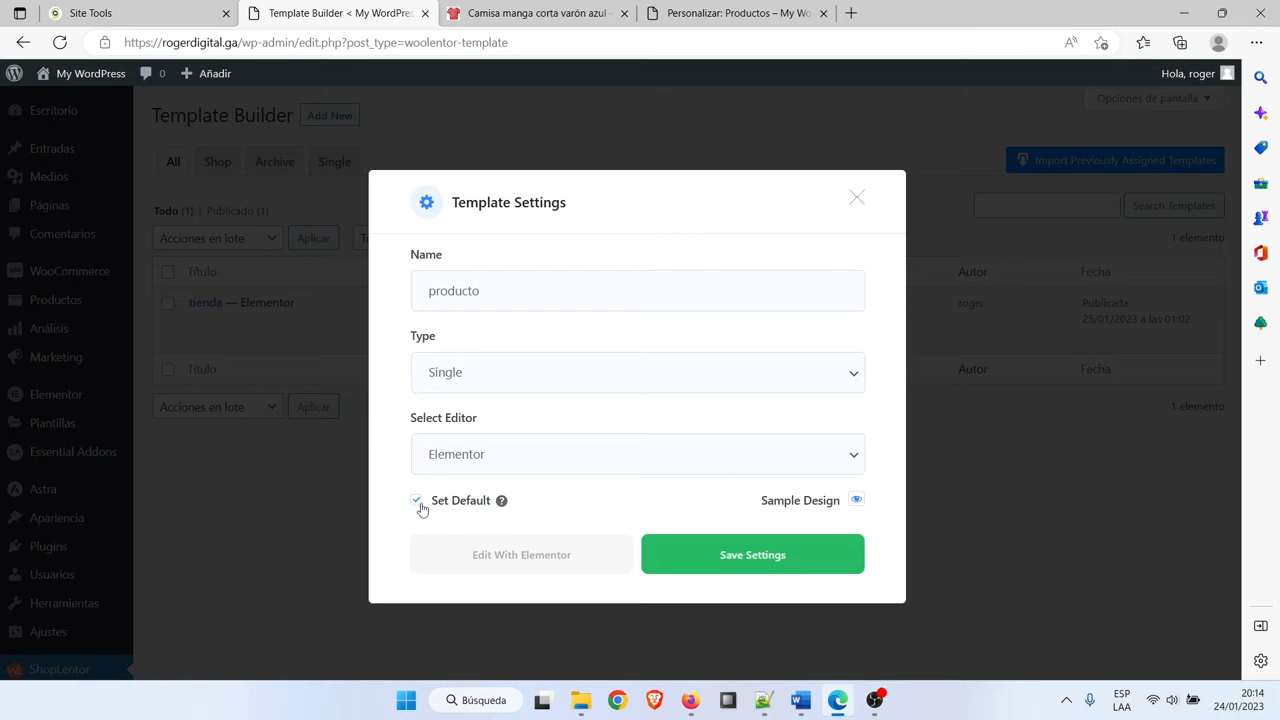 Site Tools
Template Builder < My WordPres
Camisa manga corta varón azul –
Personalizar: Productos – My Wo
https://rogerdigital.ga/wp-admin/edit.php?post_type=woolentor-template
My WordPress
0
Añadir
Hola, roger
Escritorio
Entradas
Medios
Páginas
Comentarios
WooCommerce
Productos
Análisis
Marketing
Elementor
Plantillas
Essential Addons
Astra
Apariencia
Plugins
Usuarios
Herramientas
Ajustes
ShopLentor
Template Builder
Add New
Opciones de pantalla
All
Shop
Archive
Single
Import Previously Assigned Templates
Todo (1) | Publicado (1)
Search Templates
Acciones en lote
Aplicar
1 elemento
Título
Autor
Fecha
tienda — Elementor
roger
Publicada
25/01/2023 a las 01:02
Título
Autor
Fecha
Acciones en lote
Aplicar
1 elemento
Template Settings
Name
producto
Type
Single
Select Editor
Elementor
Set Default ?
Sample Design
Edit With Elementor
Save Settings
Búsqueda
ESP
LAA
20:14
24/01/2023